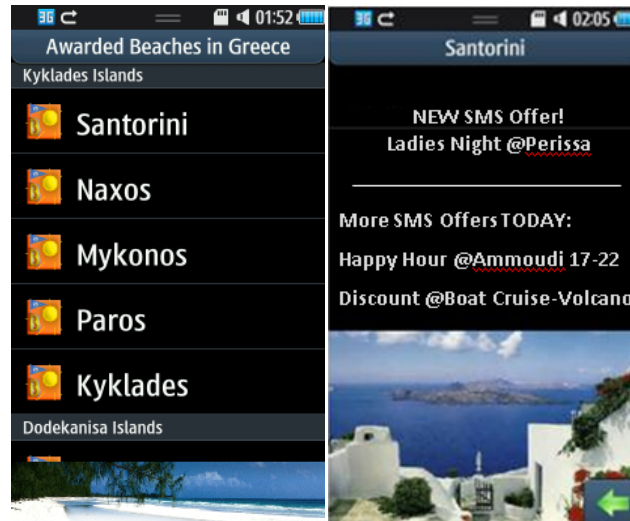 3G 01:52
Awarded Beaches in Greece
Kyklades Islands
Santorini
Naxos
Mykonos
Paros
Kyklades
Dodekanisa Islands
3G 02:05
Santorini
NEW SMS Offer!
Ladies Night @Perissa
More SMS Offers TODAY:
Happy Hour @Ammoudi 17-22
Discount @Boat Cruise-Volcano